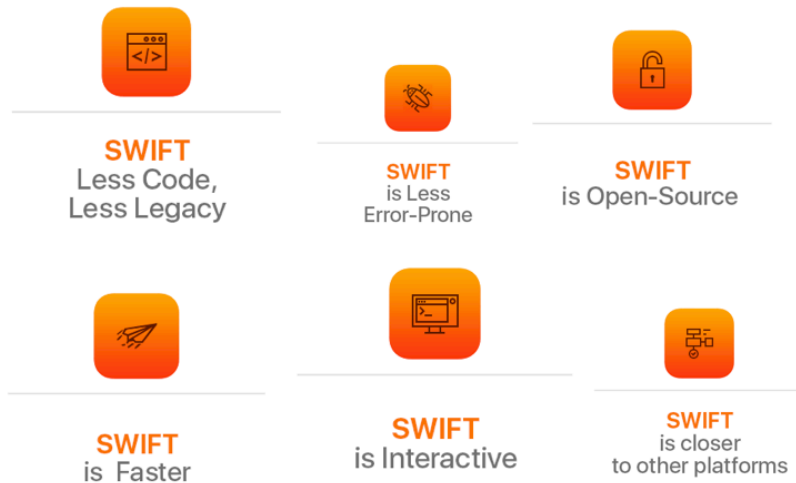 SWIFT
Less Code,
Less Legacy
SWIFT
is Less
Error-Prone
SWIFT
is Open-Source
SWIFT
is Faster
SWIFT
is Interactive
SWIFT
is closer
to other platforms